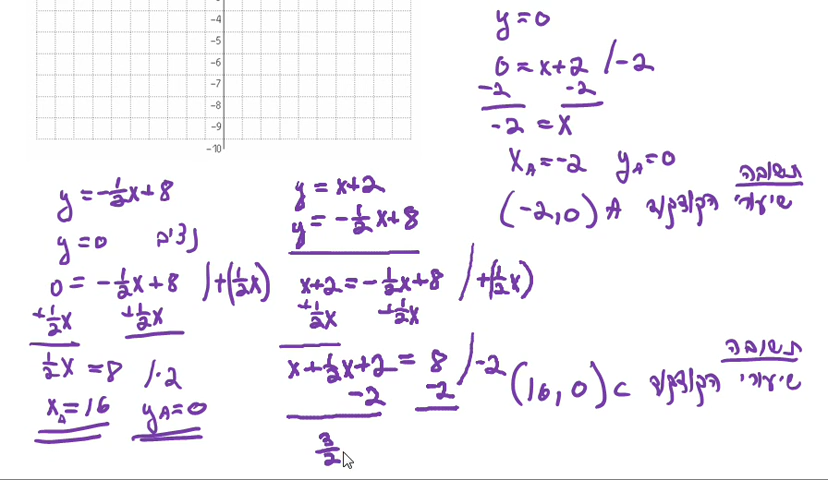 -4
-5
-6
-7
-8
-9
-10
y = 0
0 = x+2 /-2
-2 -2
-2 = x
x_A = -2 y_A = 0
תשובה
שיעורי הקודקוד A (-2,0)
y = -1/2x+8
y = 0 נציב
0 = -1/2x+8 /+(1/2x)
+1/2x +1/2x
1/2x = 8 /·2
x_A = 16 y_A = 0
y = x+2
y = -1/2x+8
x+2 = -1/2x+8 /+(1/2x)
+1/2x +1/2x
x+1/2x+2 = 8 /-2
-2 -2
3/2
תשובה
שיעורי הקודקוד C (16,0)